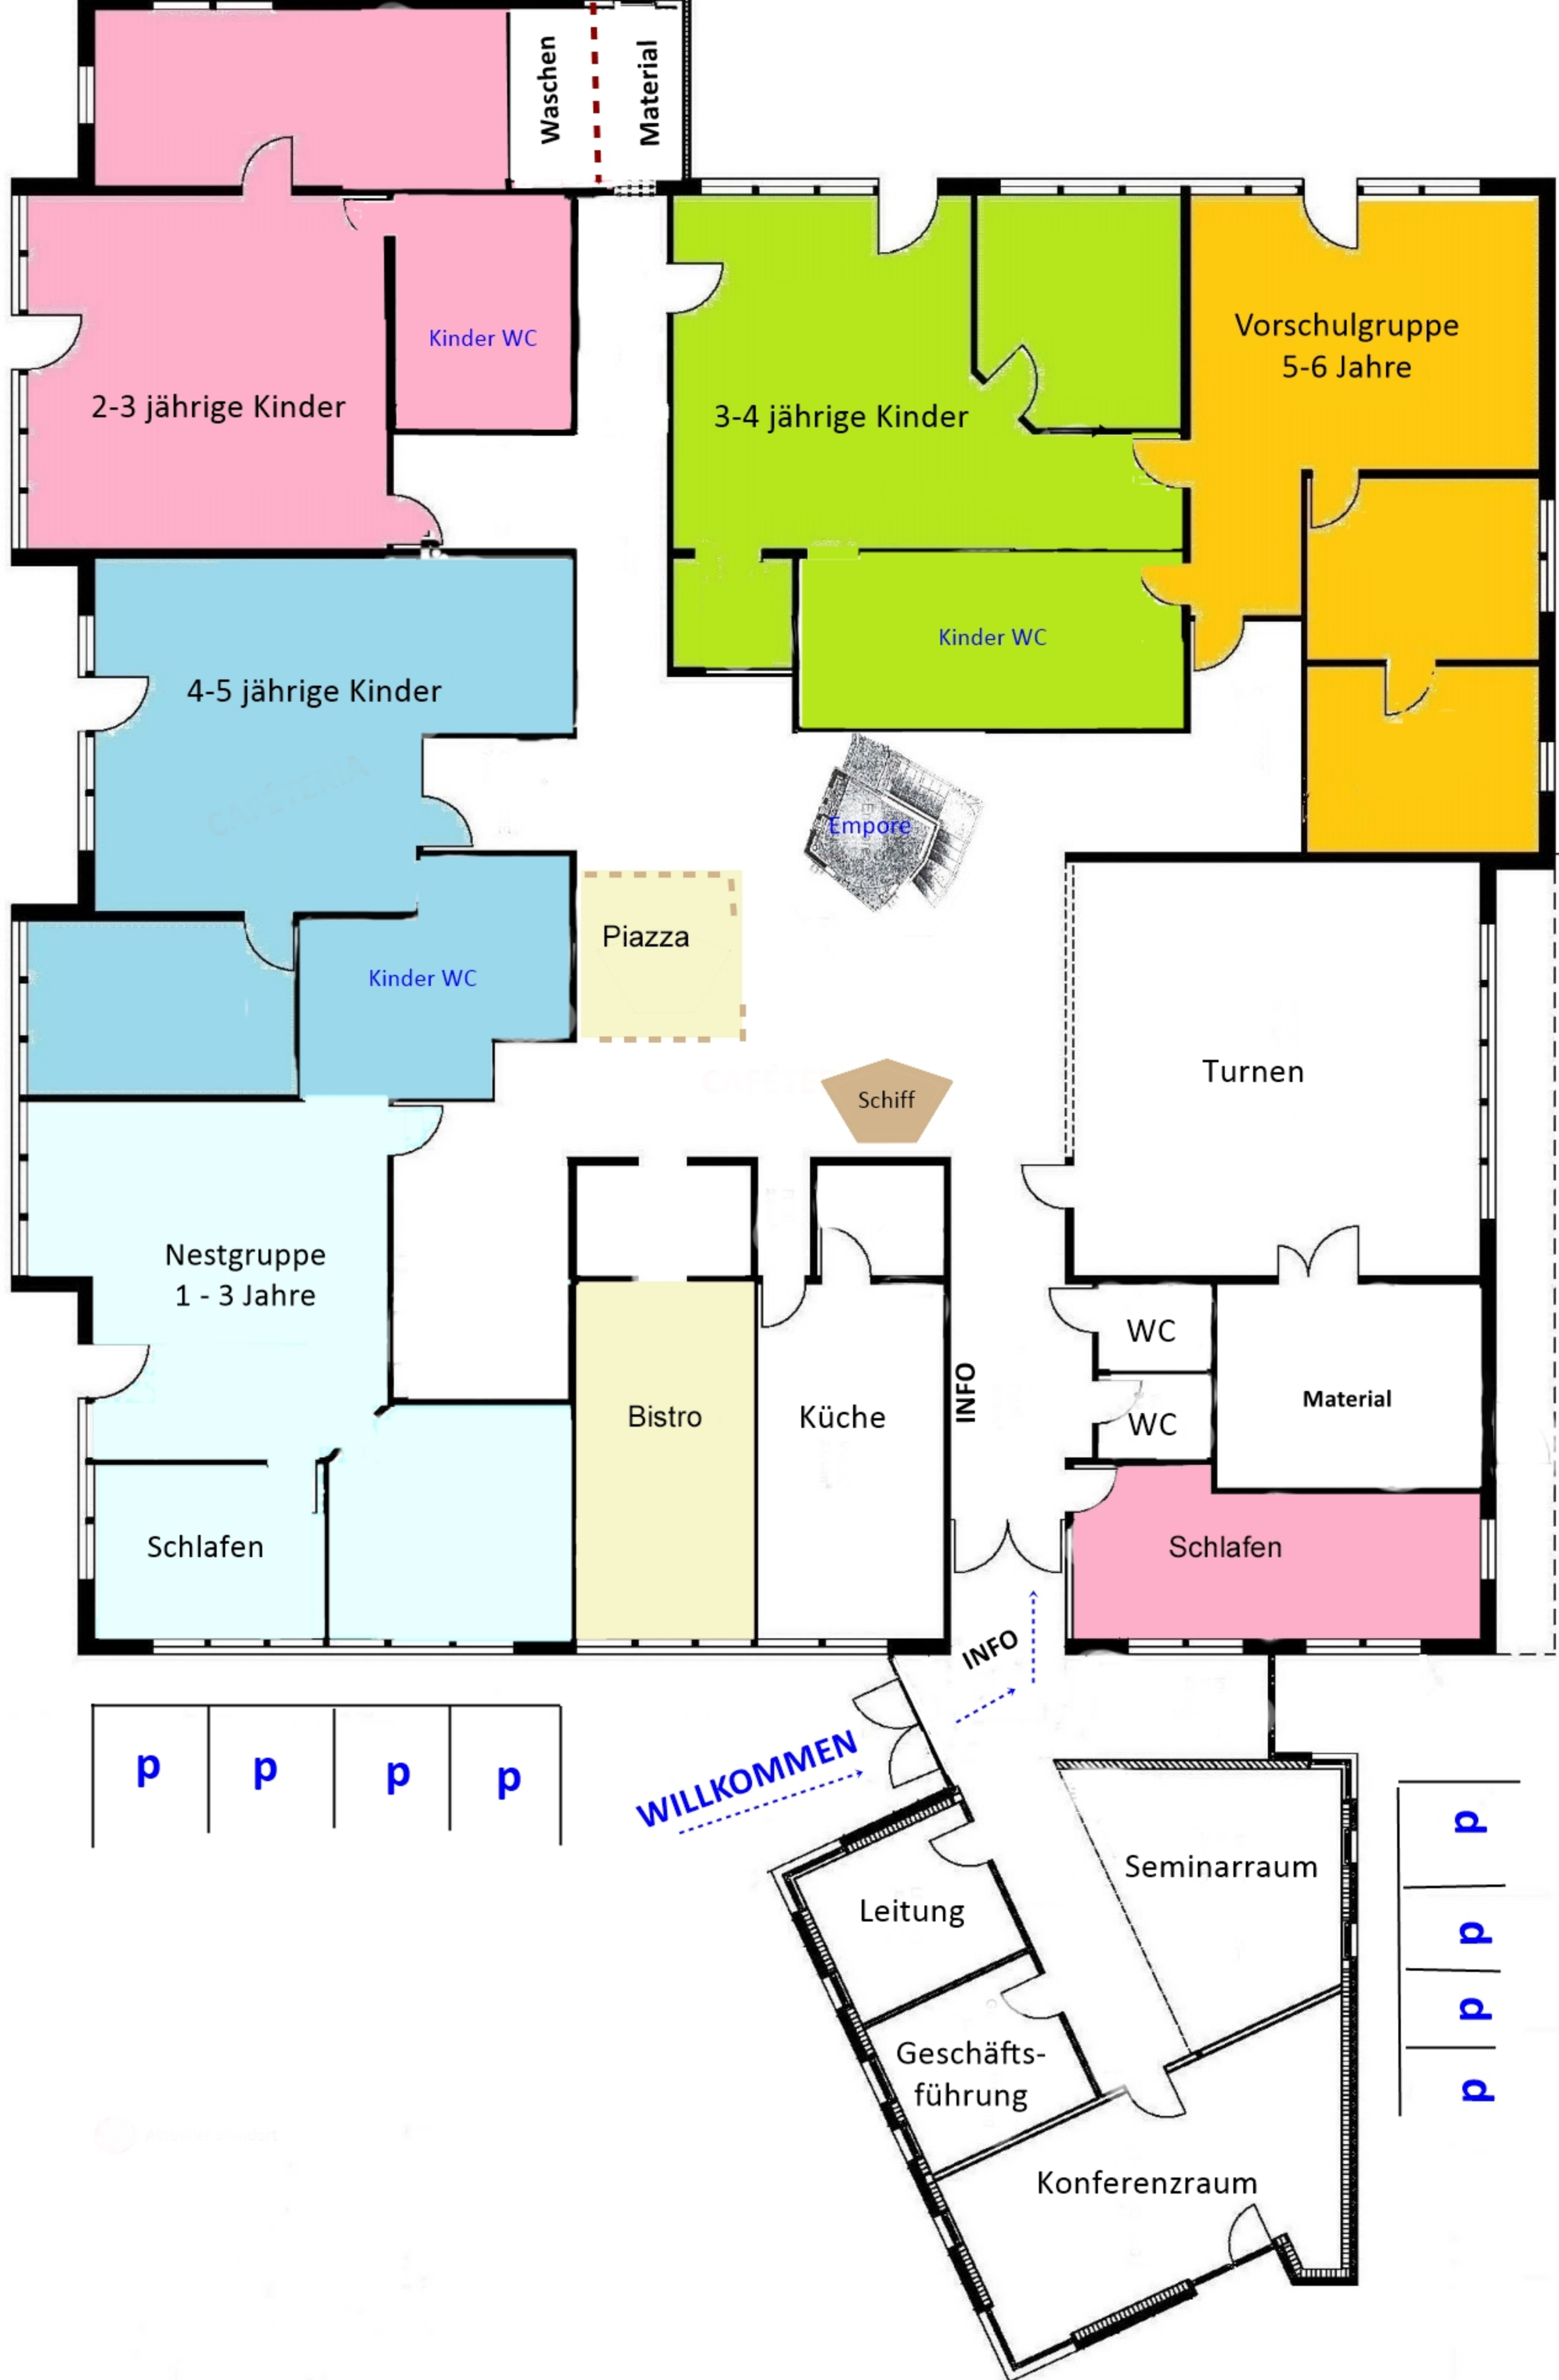 Waschen
Material
Kinder WC
2-3 jährige Kinder
3-4 jährige Kinder
Vorschulgruppe
5-6 Jahre
Kinder WC
4-5 jährige Kinder
CAFÉTERIA
Empore
Piazza
Kinder WC
Turnen
Schiff
Nestgruppe
1 - 3 Jahre
WC
INFO
Material
Bistro
Küche
WC
Schlafen
Schlafen
INFO
WILLKOMMEN
p
p
p
p
Seminarraum
Leitung
Geschäfts-
führung
Konferenzraum
p
p
p
p